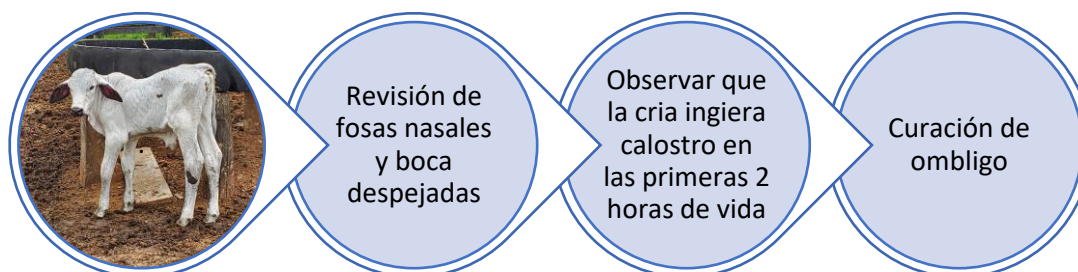 Revisión de
fosas nasales
y boca
despejadas
Observar que
la cria ingiera
calostro en
las primeras 2
horas de vida
Curación de
ombligo